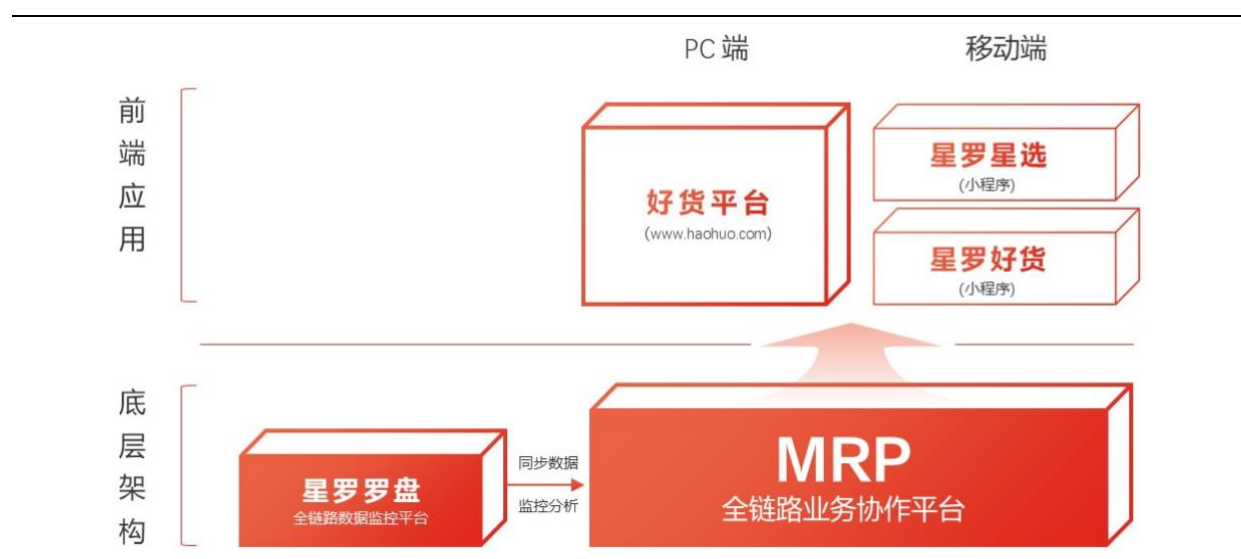 PC 端
移动端
前端应用
好货平台
(www.haohuo.com)
星罗星选
(小程序)
星罗好货
(小程序)
底层架构
星罗罗盘
全链路数据监控平台
同步数据
监控分析
MRP
全链路业务协作平台